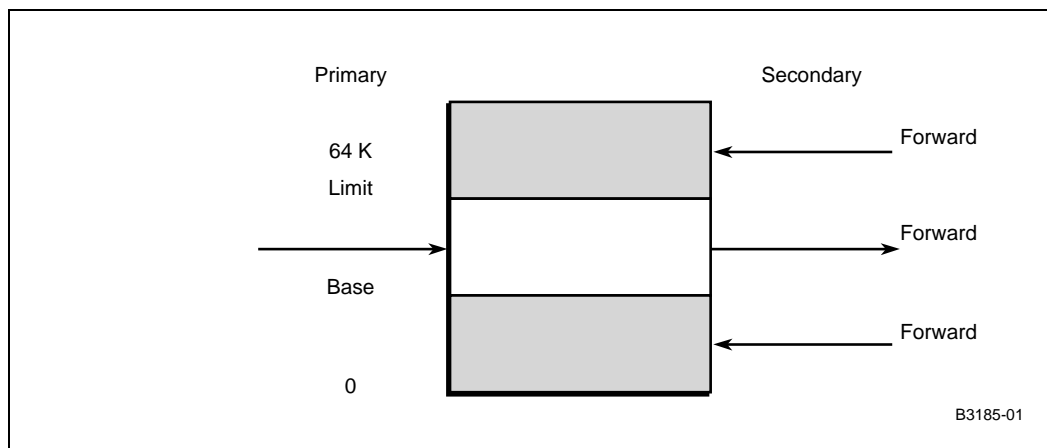 Primary
Secondary
64 K
Forward
Limit
Forward
Base
Forward
0
B3185-01